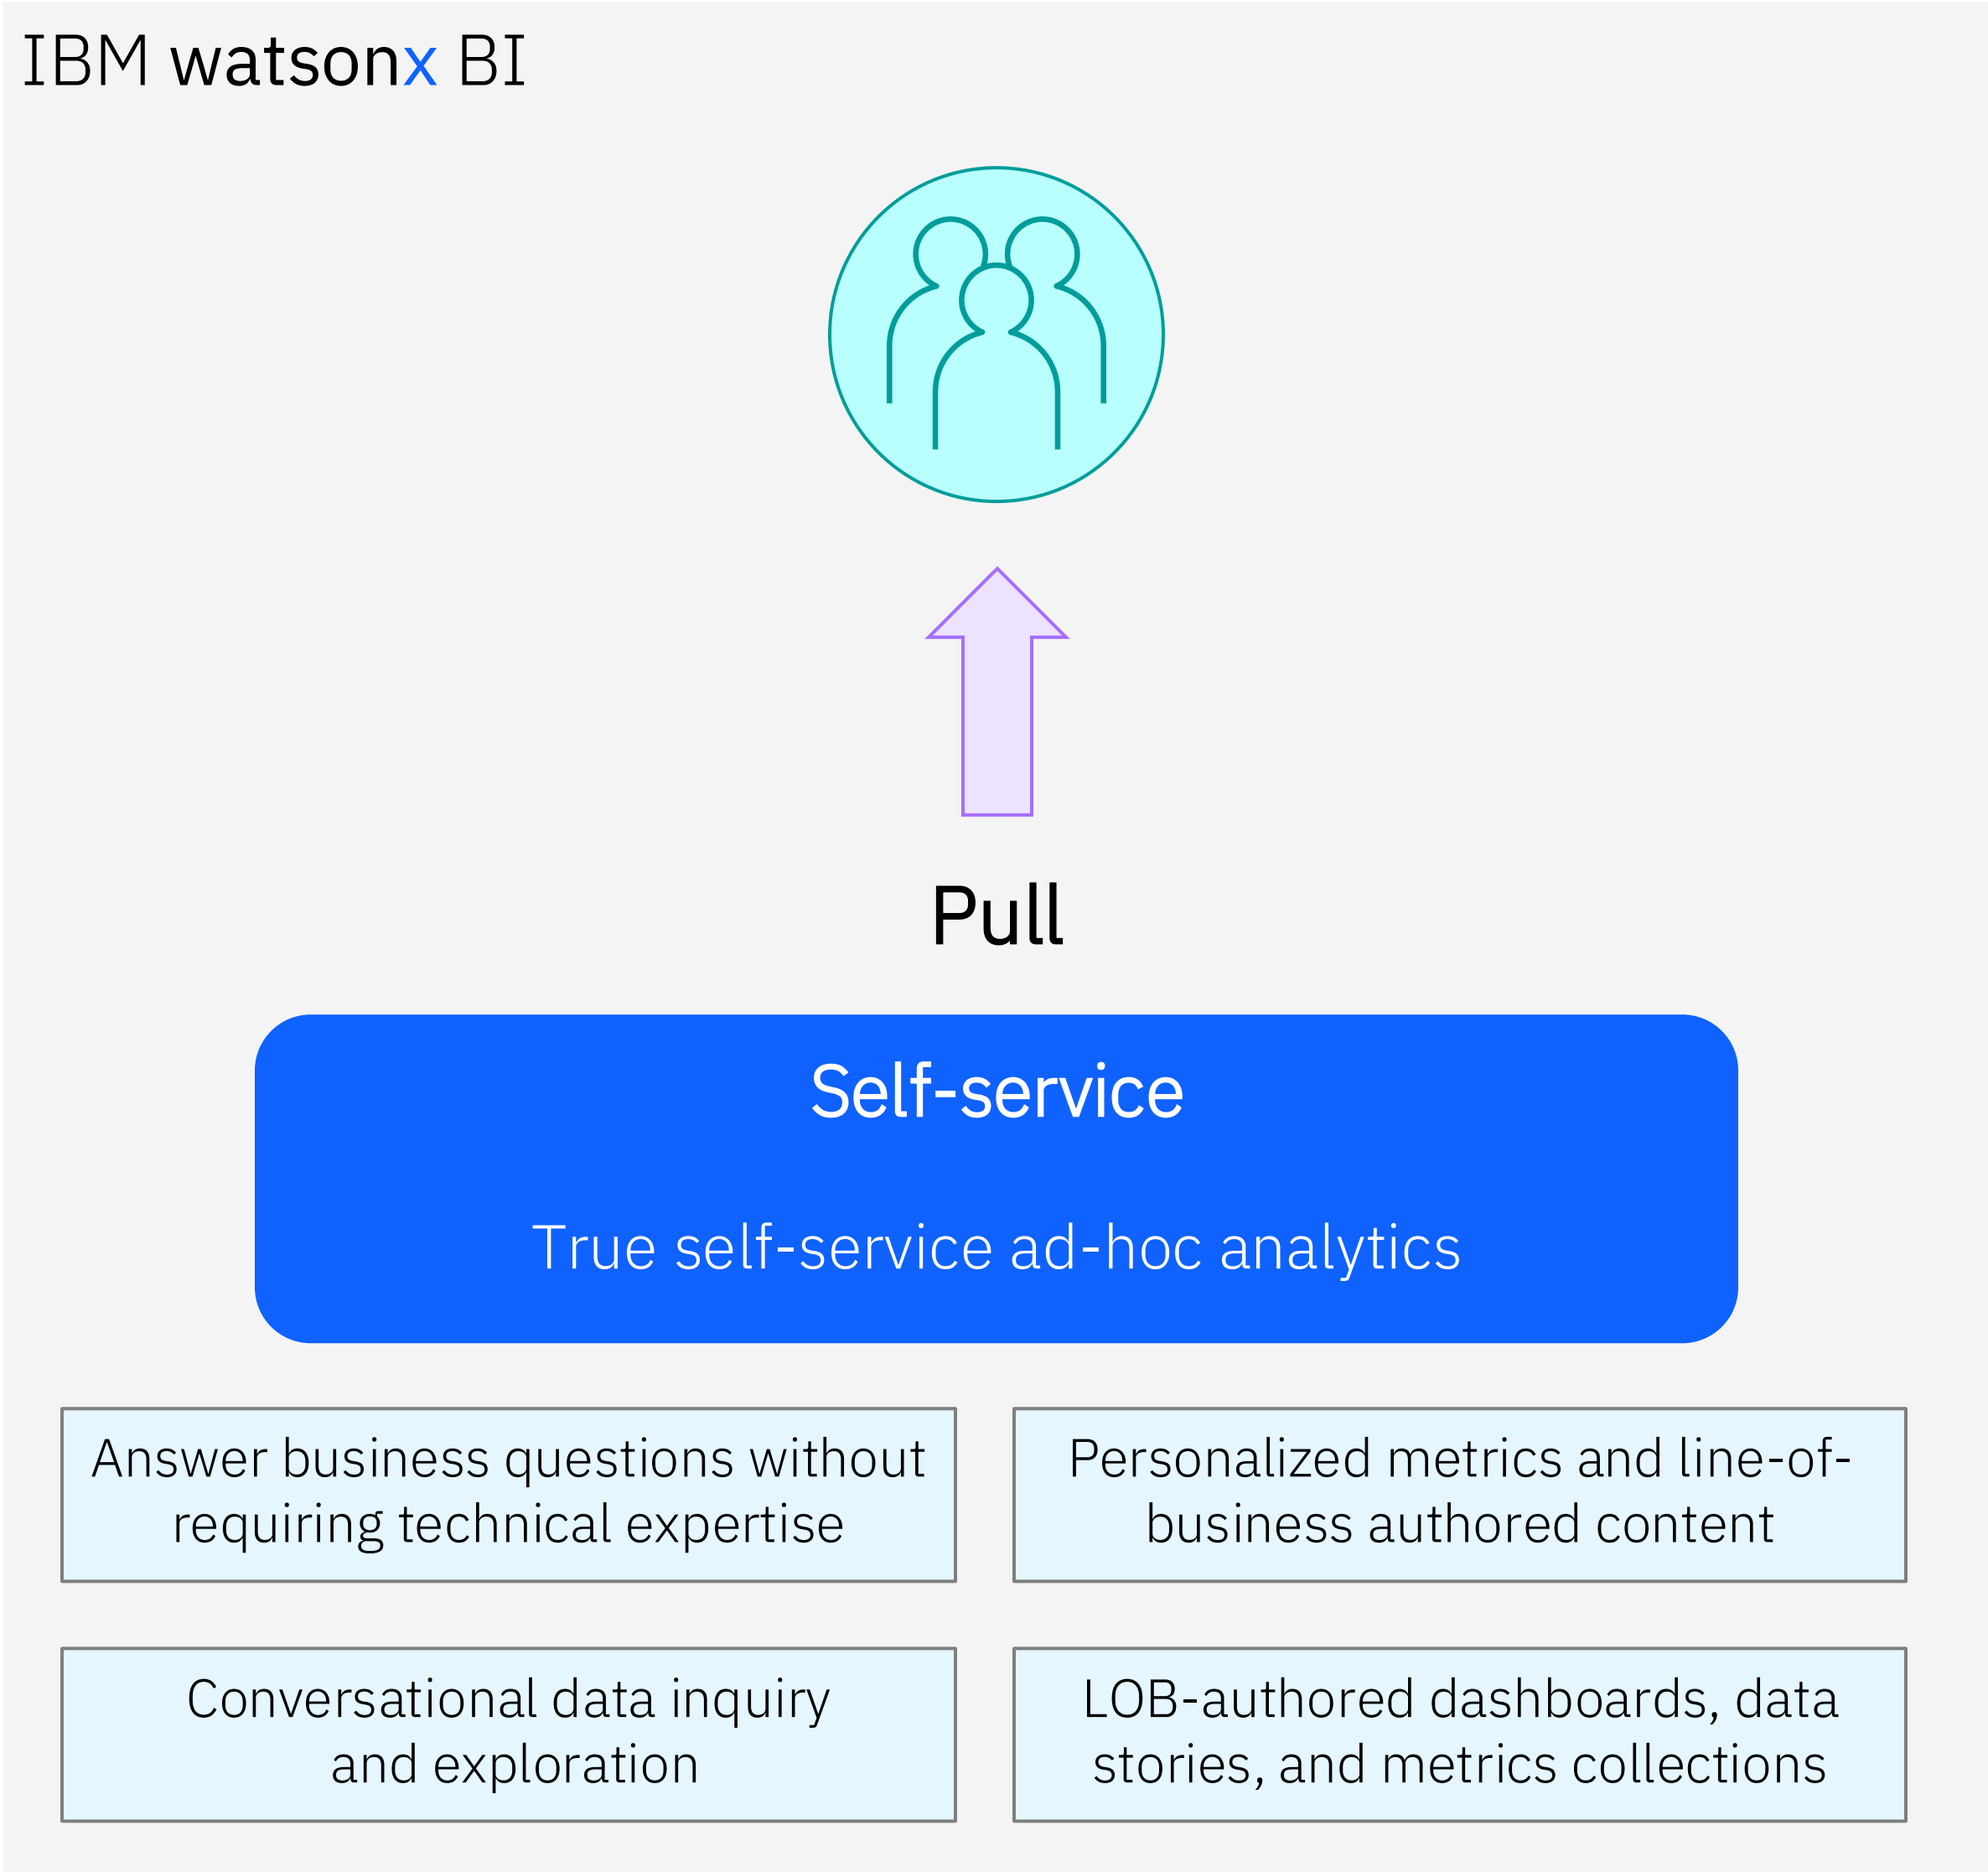 IBM watsonx BI
Pull
Self-service
True self-service ad-hoc analytics
Answer business questions without
requiring technical expertise
Personalized metrics and line-of-
business authored content
Conversational data inquiry
and exploration
LOB-authored dashboards, data
stories, and metrics collections